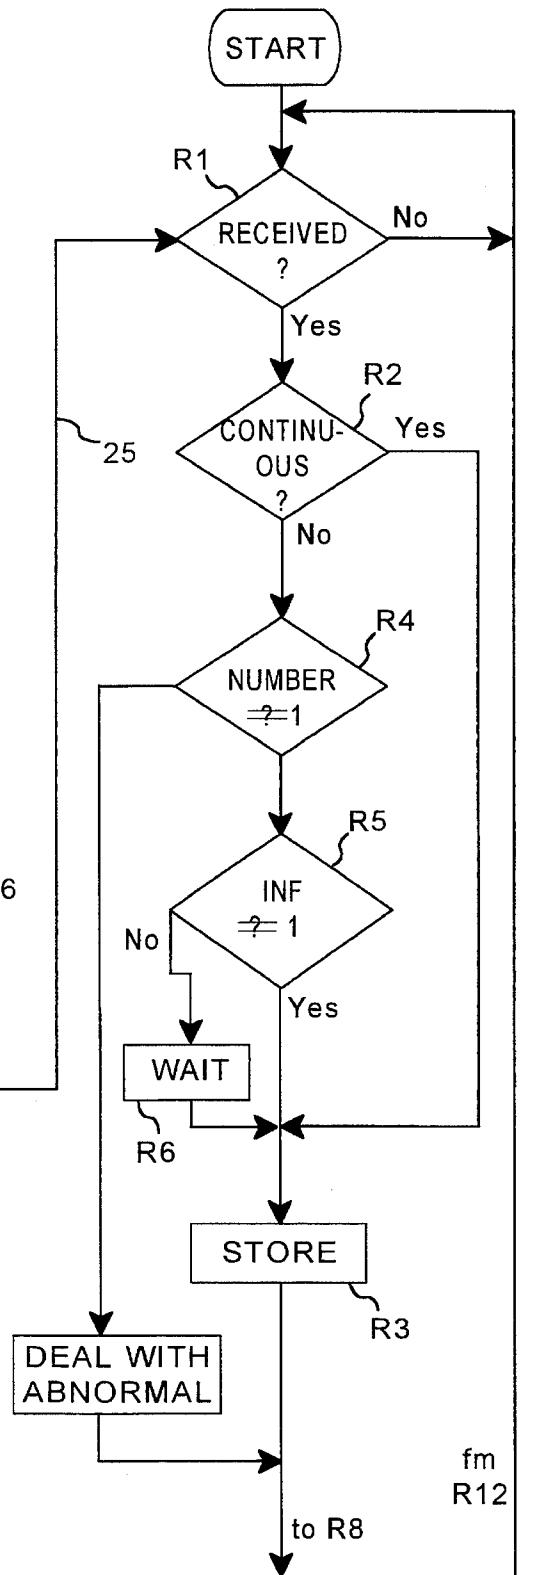 START
R1
RECEIVED
?
No
Yes
R2
CONTINU-
OUS
?
Yes
25
No
R4
NUMBER
=?= 1
R5
INF
=?= 1
6
No
Yes
WAIT
R6
STORE
R3
DEAL WITH
ABNORMAL
fm
R12
to R8